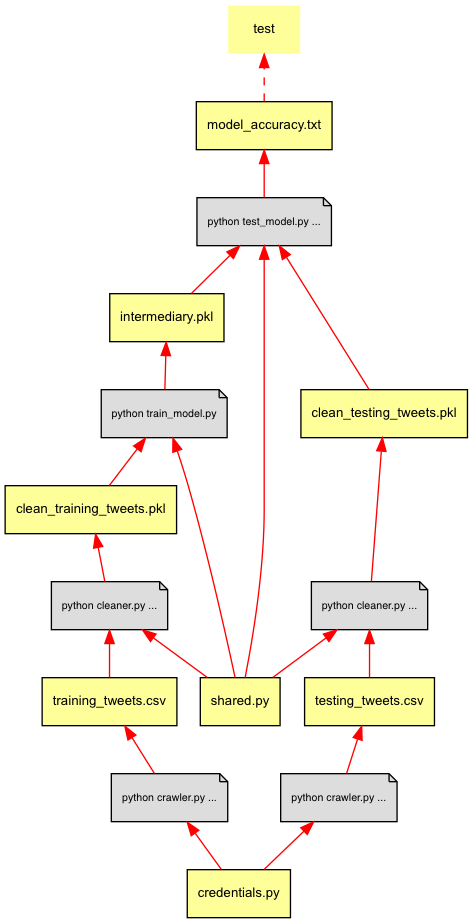 test
model_accuracy.txt
python test_model.py ...
intermediary.pkl
python train_model.py
clean_testing_tweets.pkl
clean_training_tweets.pkl
python cleaner.py ...
python cleaner.py ...
training_tweets.csv
shared.py
testing_tweets.csv
python crawler.py ...
python crawler.py ...
credentials.py